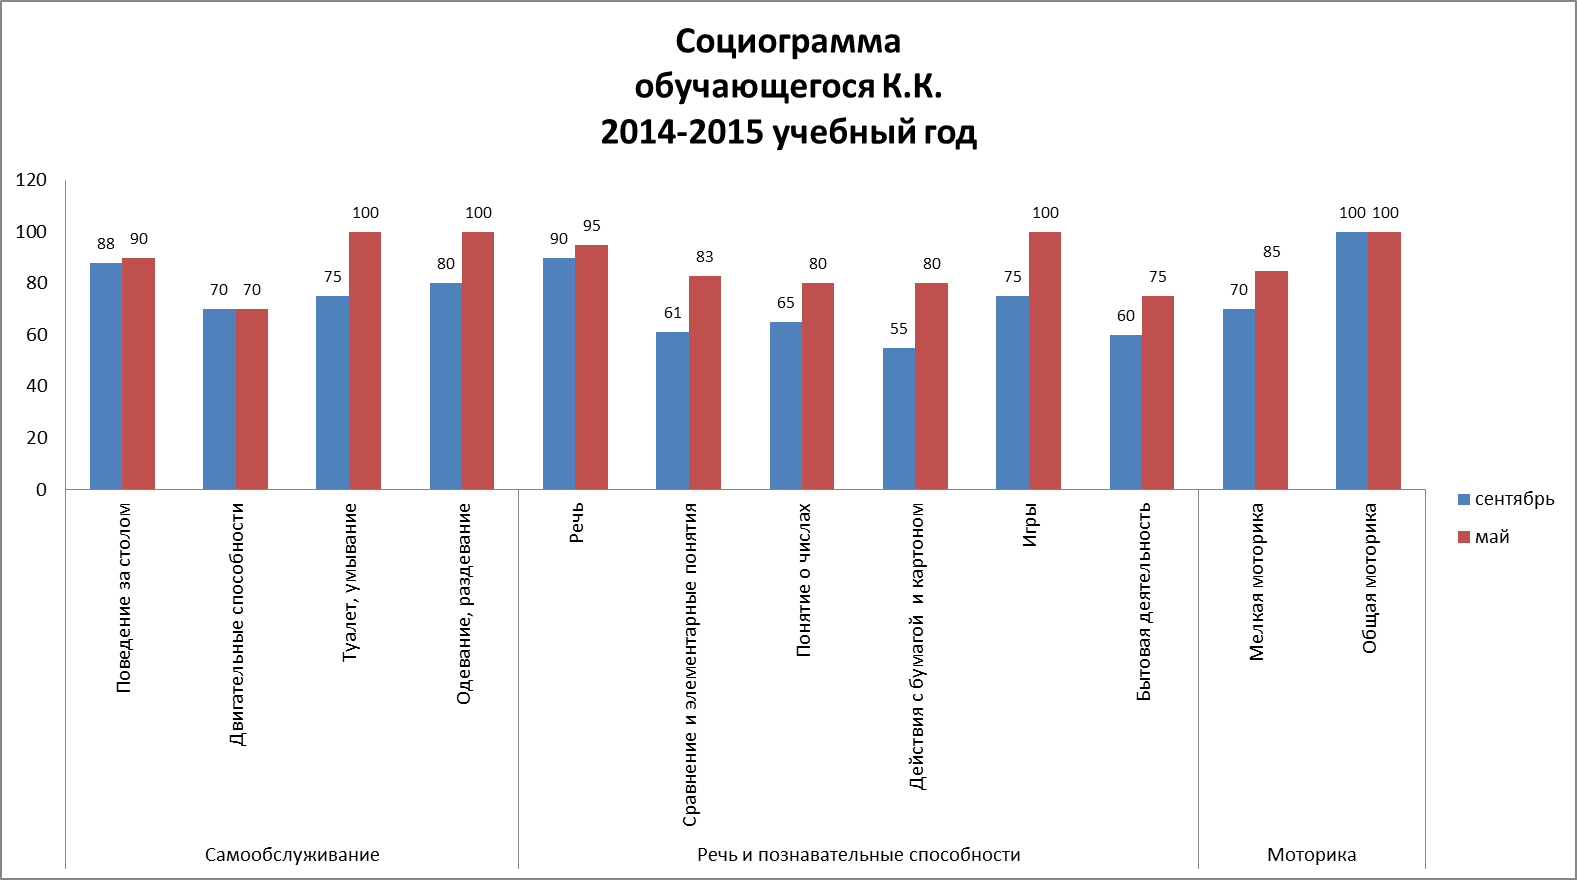 Социограмма
обучающегося К.К.
2014-2015 учебный год
120
100
80
60
40
20
0
88
90
70
70
75
100
80
100
90
95
61
83
65
80
55
80
75
100
60
75
70
85
100
100
Поведение за столом
Двигательные способности
Туалет, умывание
Одевание, раздевание
Речь
Сравнение и элементарные понятия
Понятие о числах
Действия с бумагой и картоном
Игры
Бытовая деятельность
Мелкая моторика
Общая моторика
Самообслуживание
Речь и познавательные способности
Моторика
сентябрь
май